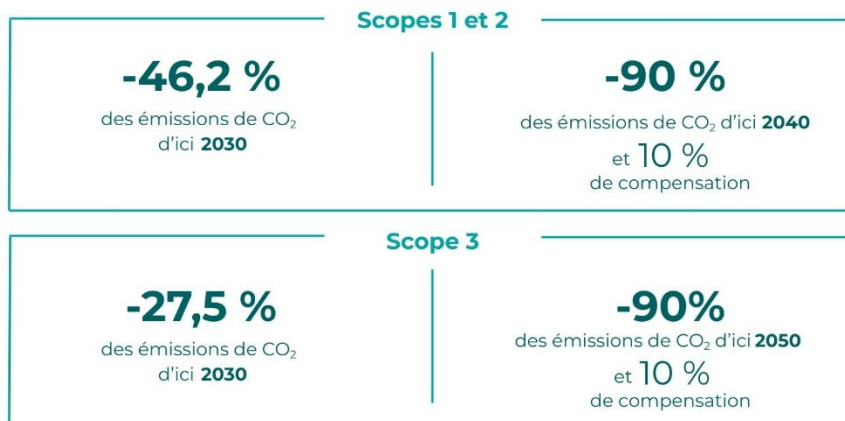 Scopes 1 et 2
-46,2 %
des émissions de CO₂
d'ici 2030
-90 %
des émissions de CO₂ d'ici 2040
et 10 %
de compensation
Scope 3
-27,5 %
des émissions de CO₂
d'ici 2030
-90%
des émissions de CO₂ d'ici 2050
et 10 %
de compensation